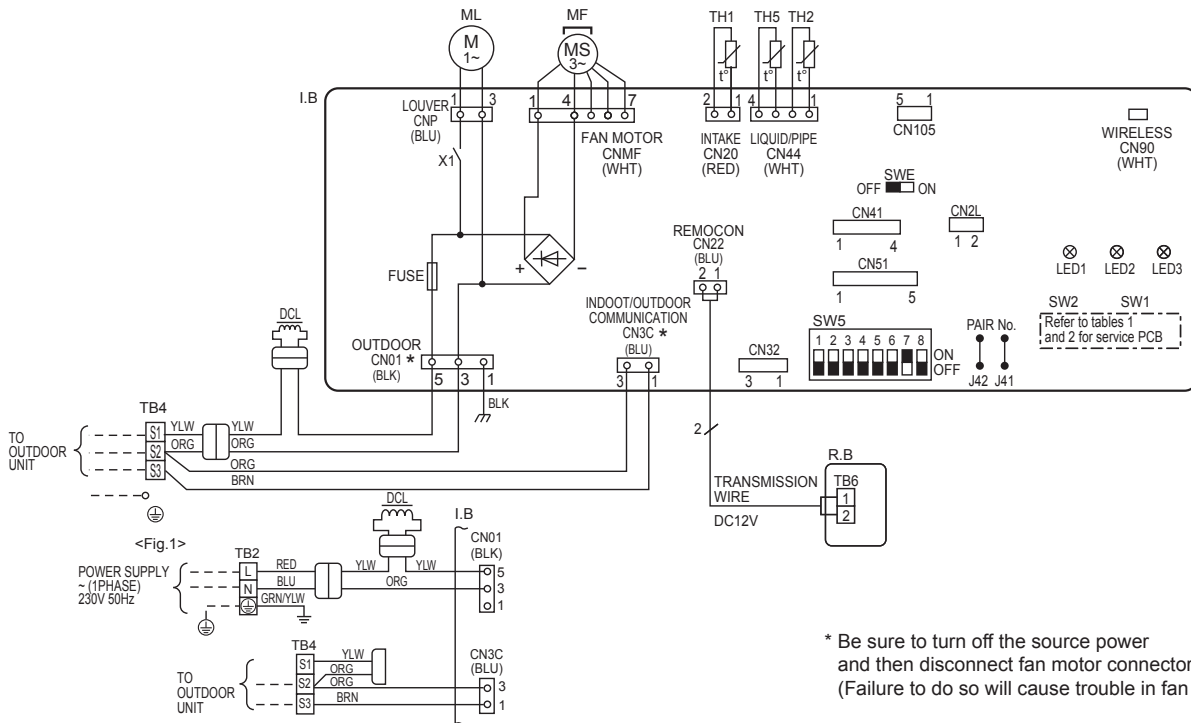 ML
MF
TH1
TH5
TH2
M
1~
MS
3~
t°
t°
t°
I.B
1
3
LOUVER
CNP
(BLU)
1
4
7
FAN MOTOR
CNMF
(WHT)
2
1
INTAKE
CN20
(RED)
4
1
LIQUID/PIPE
CN44
(WHT)
5
1
CN105
WIRELESS
CN90
(WHT)
X1
SWE
OFF
ON
CN41
1
4
CN2L
1 2
REMOCON
CN22
(BLU)
2 1
LED1
LED2
LED3
FUSE
+
−
CN51
1
5
SW2
SW1
Refer to tables 1
and 2 for service PCB
DCL
INDOOT/OUTDOOR
COMMUNICATION
CN3C *
(BLU)
3
1
OUTDOOR
CN01 *
(BLK)
5
3
1
BLK
CN32
3
1
SW5
1 2 3 4 5 6 7 8
ON
OFF
PAIR No.
J42 J41
TB4
TO
OUTDOOR
UNIT
S1
S2
S3
YLW
YLW
ORG
ORG
ORG
BRN
2
TRANSMISSION
WIRE
DC12V
R.B
TB6
1
2
<Fig.1>
DCL
I.B
CN01
(BLK)
5
3
1
POWER SUPPLY
~ (1PHASE)
230V 50Hz
TB2
L
N
RED
BLU
GRN/YLW
YLW
YLW
ORG
TB4
TO
OUTDOOR
UNIT
S1
S2
S3
YLW
ORG
ORG
BRN
CN3C
(BLU)
3
1
* Be sure to turn off the source power
and then disconnect fan motor connector
(Failure to do so will cause trouble in fan